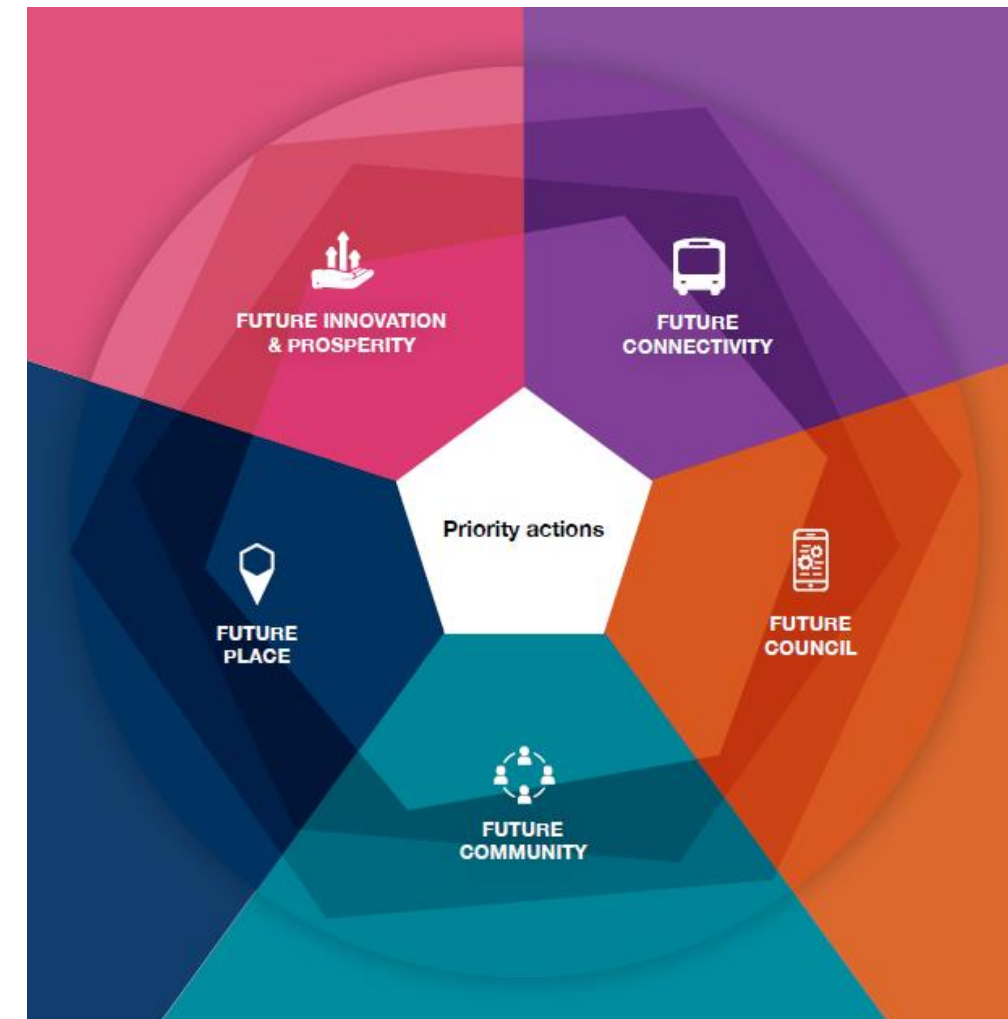 FUTURE INNOVATION
& PROSPERITY
FUTURE
CONNECTIVITY
Priority actions
FUTURE
COUNCIL
FUTURE
PLACE
FUTURE
COMMUNITY